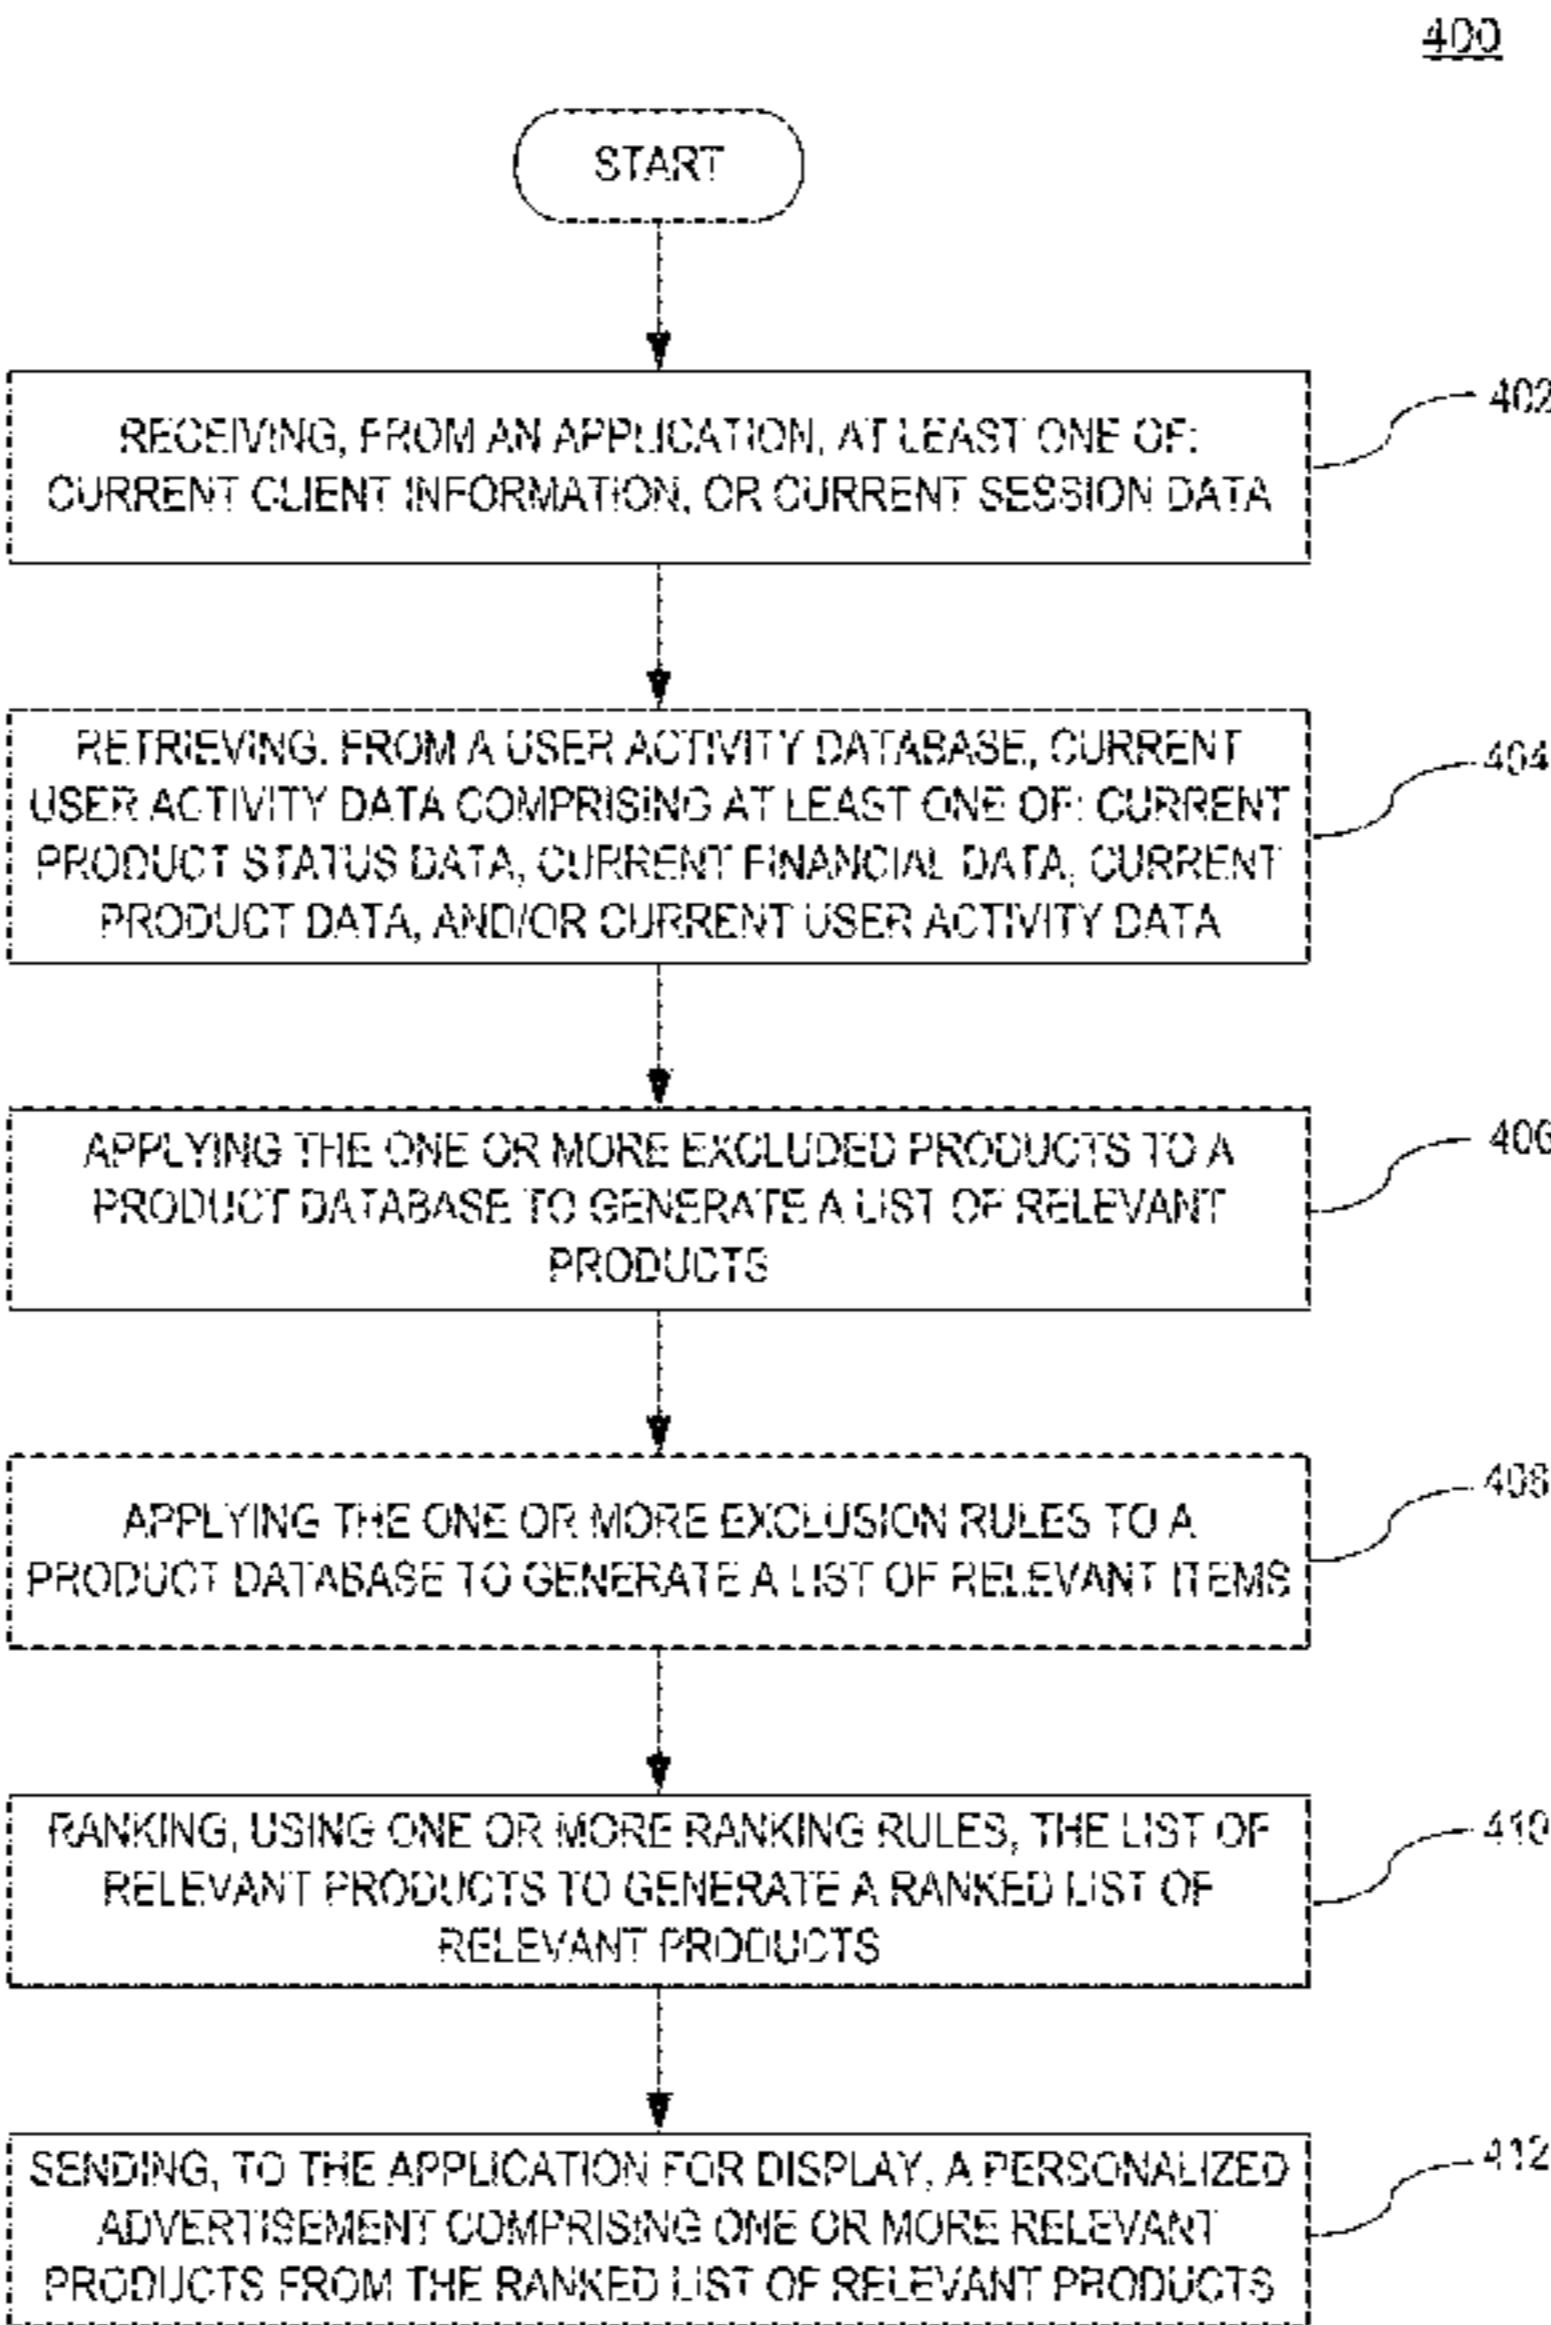 400
START
RECEIVING, FROM AN APPLICATION, AT LEAST ONE OF:
CURRENT CLIENT INFORMATION, OR CURRENT SESSION DATA
402
RETRIEVING, FROM A USER ACTIVITY DATABASE, CURRENT
USER ACTIVITY DATA COMPRISING AT LEAST ONE OF: CURRENT
PRODUCT STATUS DATA, CURRENT FINANCIAL DATA, CURRENT
PRODUCT DATA, AND/OR CURRENT USER ACTIVITY DATA
404
APPLYING THE ONE OR MORE EXCLUDED PRODUCTS TO A
PRODUCT DATABASE TO GENERATE A LIST OF RELEVANT
PRODUCTS
406
APPLYING THE ONE OR MORE EXCLUSION RULES TO A
PRODUCT DATABASE TO GENERATE A LIST OF RELEVANT ITEMS
408
RANKING, USING ONE OR MORE RANKING RULES, THE LIST OF
RELEVANT PRODUCTS TO GENERATE A RANKED LIST OF
RELEVANT PRODUCTS
410
SENDING, TO THE APPLICATION FOR DISPLAY, A PERSONALIZED
ADVERTISEMENT COMPRISING ONE OR MORE RELEVANT
PRODUCTS FROM THE RANKED LIST OF RELEVANT PRODUCTS
412